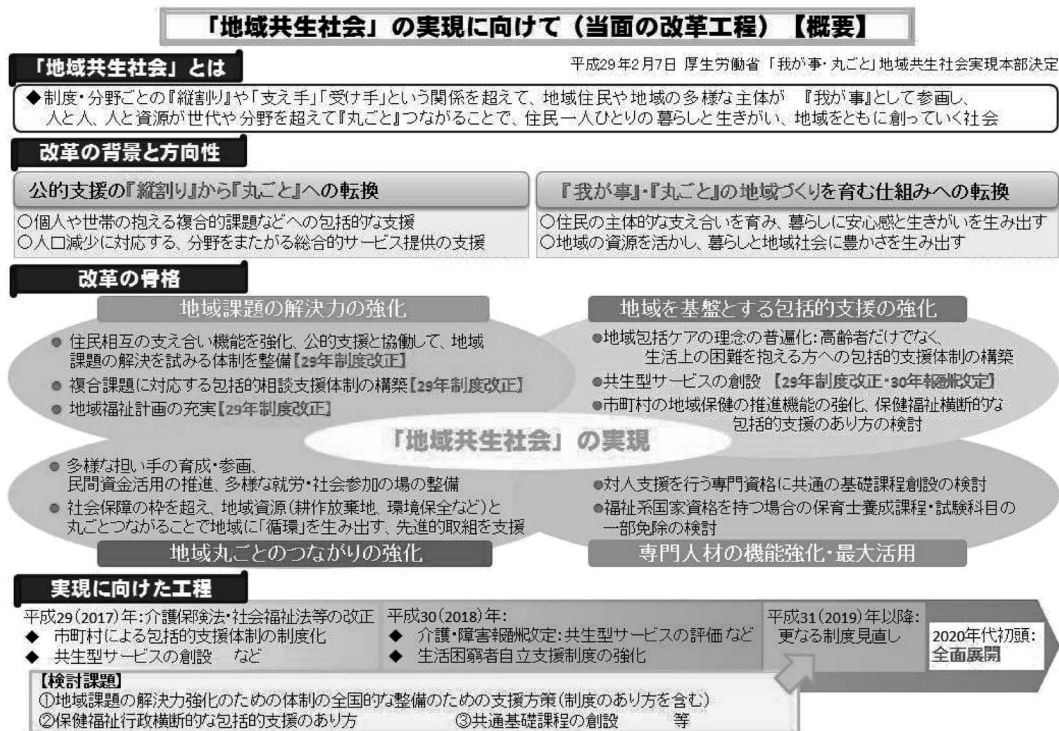 「地域共生社会」の実現に向けて（当面の改革工程）【概要】
「地域共生社会」とは
平成29年2月7日 厚生労働省 「我が事・丸ごと」地域共生社会実現本部決定
◆制度・分野ごとの『縦割り』や「支え手」「受け手」という関係を超えて、地域住民や地域の多様な主体が 『我が事』として参画し、
人と人、人と資源が世代や分野を超えて『丸ごと』つながることで、住民一人ひとりの暮らしと生きがい、地域をともに創っていく社会
改革の背景と方向性
公的支援の『縦割り』から『丸ごと』への転換
○個人や世帯の抱える複合的課題などへの包括的な支援
○人口減少に対応する、分野をまたがる総合的サービス提供の支援
『我が事』・『丸ごと』の地域づくりを育む仕組みへの転換
○住民の主体的な支え合いを育み、暮らしに安心感と生きがいを生み出す
○地域の資源を活かし、暮らしと地域社会に豊かさを生み出す
改革の骨格
地域課題の解決力の強化
● 住民相互の支え合い機能を強化、公的支援と協働して、地域
課題の解決を試みる体制を整備【29年制度改正】
● 複合課題に対応する包括的相談支援体制の構築【29年制度改正】
● 地域福祉計画の充実【29年制度改正】
地域を基盤とする包括的支援の強化
●地域包括ケアの理念の普遍化：高齢者だけでなく、
生活上の困難を抱える方への包括的支援体制の構築
●共生型サービスの創設 【29年制度改正・30年報酬改定】
●市町村の地域保健の推進機能の強化、保健福祉横断的な
包括的支援のあり方の検討
「地域共生社会」の実現
● 多様な担い手の育成・参画、
民間資金活用の推進、多様な就労・社会参加の場の整備
● 社会保障の枠を超え、地域資源（耕作放棄地、環境保全など）と
丸ごとつながることで地域に「循環」を生み出す、先進的取組を支援
地域丸ごとのつながりの強化
●対人支援を行う専門資格に共通の基礎課程創設の検討
●福祉系国家資格を持つ場合の保育士養成課程・試験科目の
一部免除の検討
専門人材の機能強化・最大活用
実現に向けた工程
平成29（2017）年：介護保険法・社会福祉法等の改正
◆ 市町村による包括的支援体制の制度化
◆ 共生型サービスの創設 など
平成30（2018）年：
◆ 介護・障害報酬改定：共生型サービスの評価 など
◆ 生活困窮者自立支援制度の強化
平成31（2019）年以降：
更なる制度見直し
2020年代初頭：
全面展開
【検討課題】
①地域課題の解決力強化のための体制の全国的な整備のための支援方策（制度のあり方を含む）
②保健福祉行政横断的な包括的支援のあり方 ③共通基礎課程の創設 等